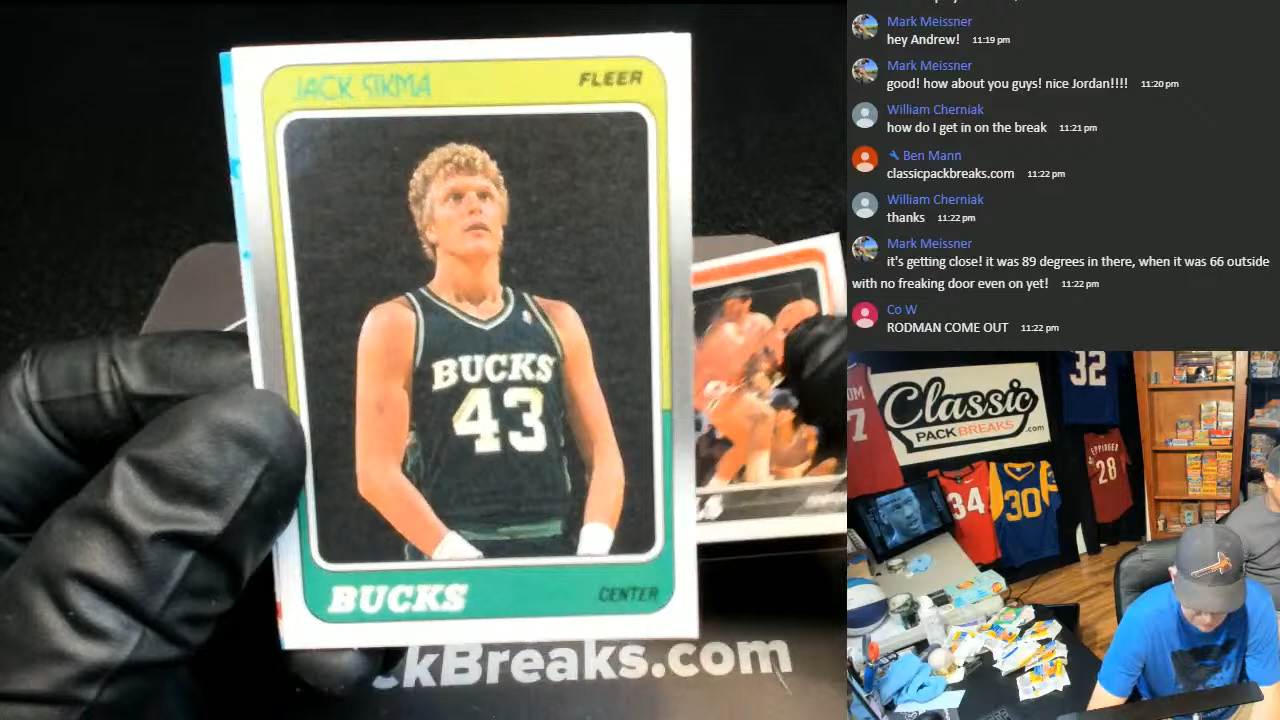 JACK SIKMA
FLEER
BUCKS
43
BUCKS
CENTER
kBreaks.com
Mark Meissner
hey Andrew! 11:19 pm
Mark Meissner
good! how about you guys! nice Jordan!!!! 11:20 pm
William Cherniak
how do I get in on the break 11:21 pm
Ben Mann
classicpackbreaks.com 11:22 pm
William Cherniak
thanks 11:22 pm
Mark Meissner
it's getting close! it was 89 degrees in there, when it was 66 outside
with no freaking door even on yet! 11:22 pm
Co W
RODMAN COME OUT 11:22 pm
Classic
PACK BREAKS
.com
32
7
34
30
EPPINGER
28